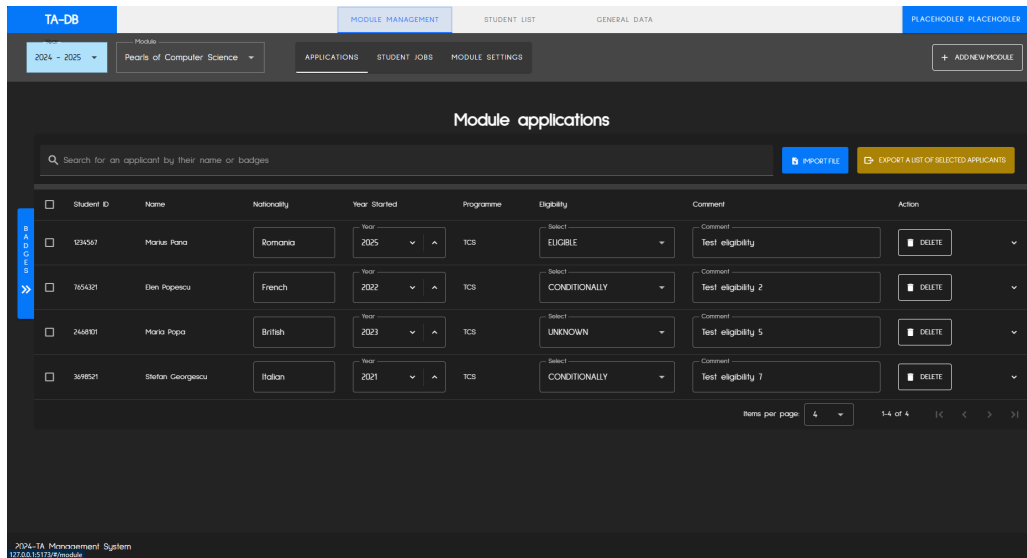 TA-DB MODULE MANAGEMENT STUDENT LIST GENERAL DATA PLACEHODLER PLACEHODLER
Year Module
2024 - 2025 Pearls of Computer Science APPLICATIONS STUDENT JOBS MODULE SETTINGS + ADD NEW MODULE
Module applications
Search for an applicant by their name or badges IMPORT FILE EXPORT A LIST OF SELECTED APPLICANTS
BADGES
Student ID Name Nationality Year Started Programme Eligibility Comment Action
Year Select Comment
1234567 Marius Pana Romania 2025 TCS ELIGIBLE Test eligibility DELETE
Year Select Comment
7654321 Elen Popescu French 2022 TCS CONDITIONALLY Test eligibility 2 DELETE
Year Select Comment
2468101 Maria Popa British 2023 TCS UNKNOWN Test eligibility 5 DELETE
Year Select Comment
3698521 Stefan Georgescu Italian 2021 TCS CONDITIONALLY Test eligibility 7 DELETE
Items per page: 4 1-4 of 4
2024-TA Management System
127.0.0.1:5173/#/module